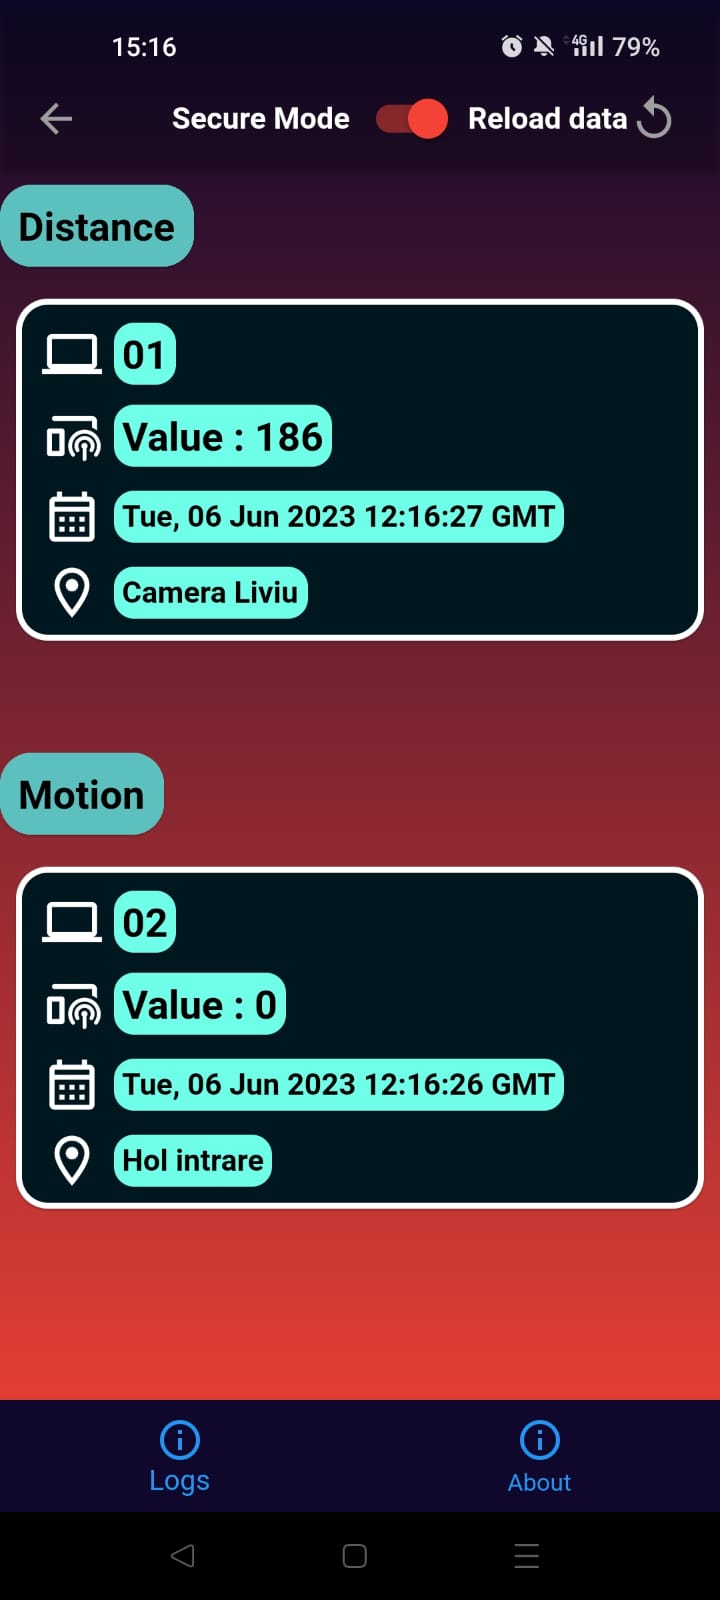 15:16 4G 79%
Secure Mode Reload data
Distance
01
Value : 186
Tue, 06 Jun 2023 12:16:27 GMT
Camera Liviu
Motion
02
Value : 0
Tue, 06 Jun 2023 12:16:26 GMT
Hol intrare
Logs About